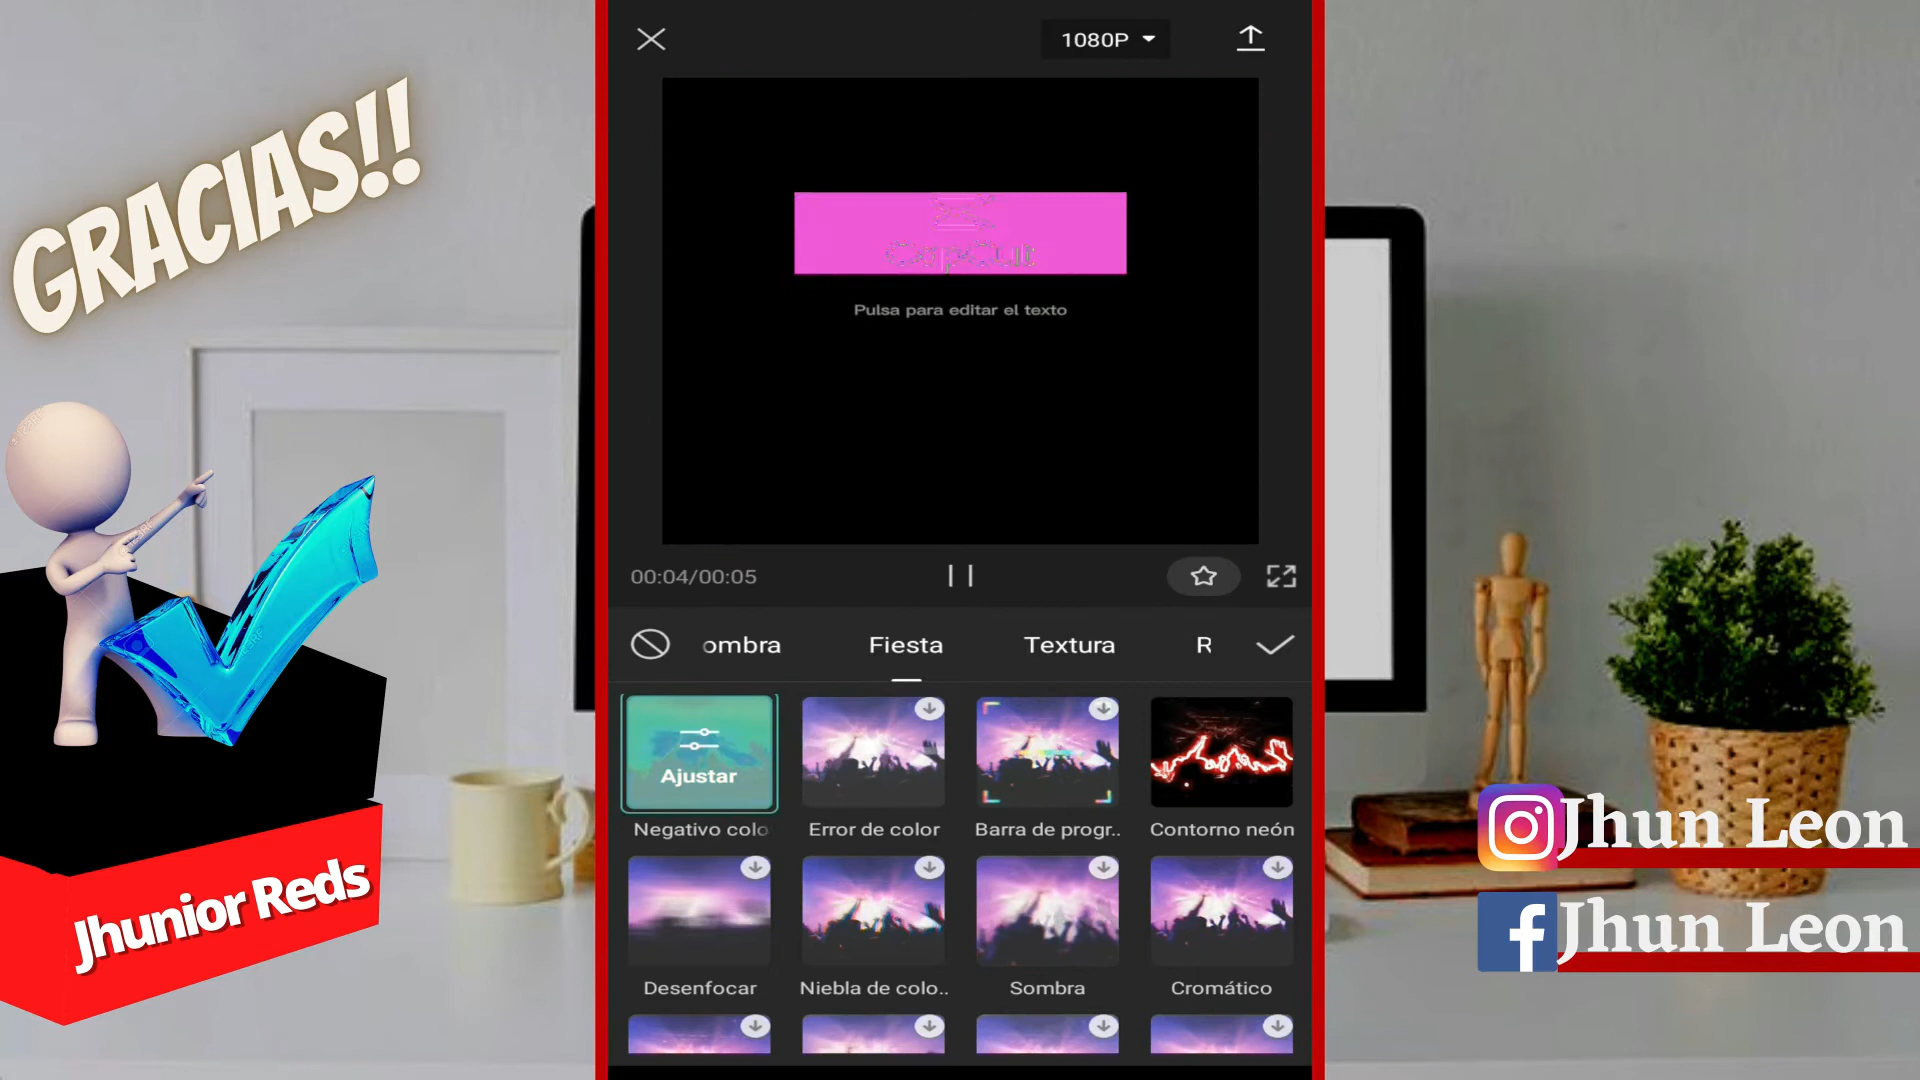 GRACIAS!!
Jhunior Reds
1080P
CapCut
Pulsa para editar el texto
00:04/00:05
ombra
Fiesta
Textura
R
Ajustar
Negativo colo
Error de color
Barra de progr..
Contorno neón
Desenfocar
Niebla de colo..
Sombra
Cromático
Jhun Leon
Jhun Leon